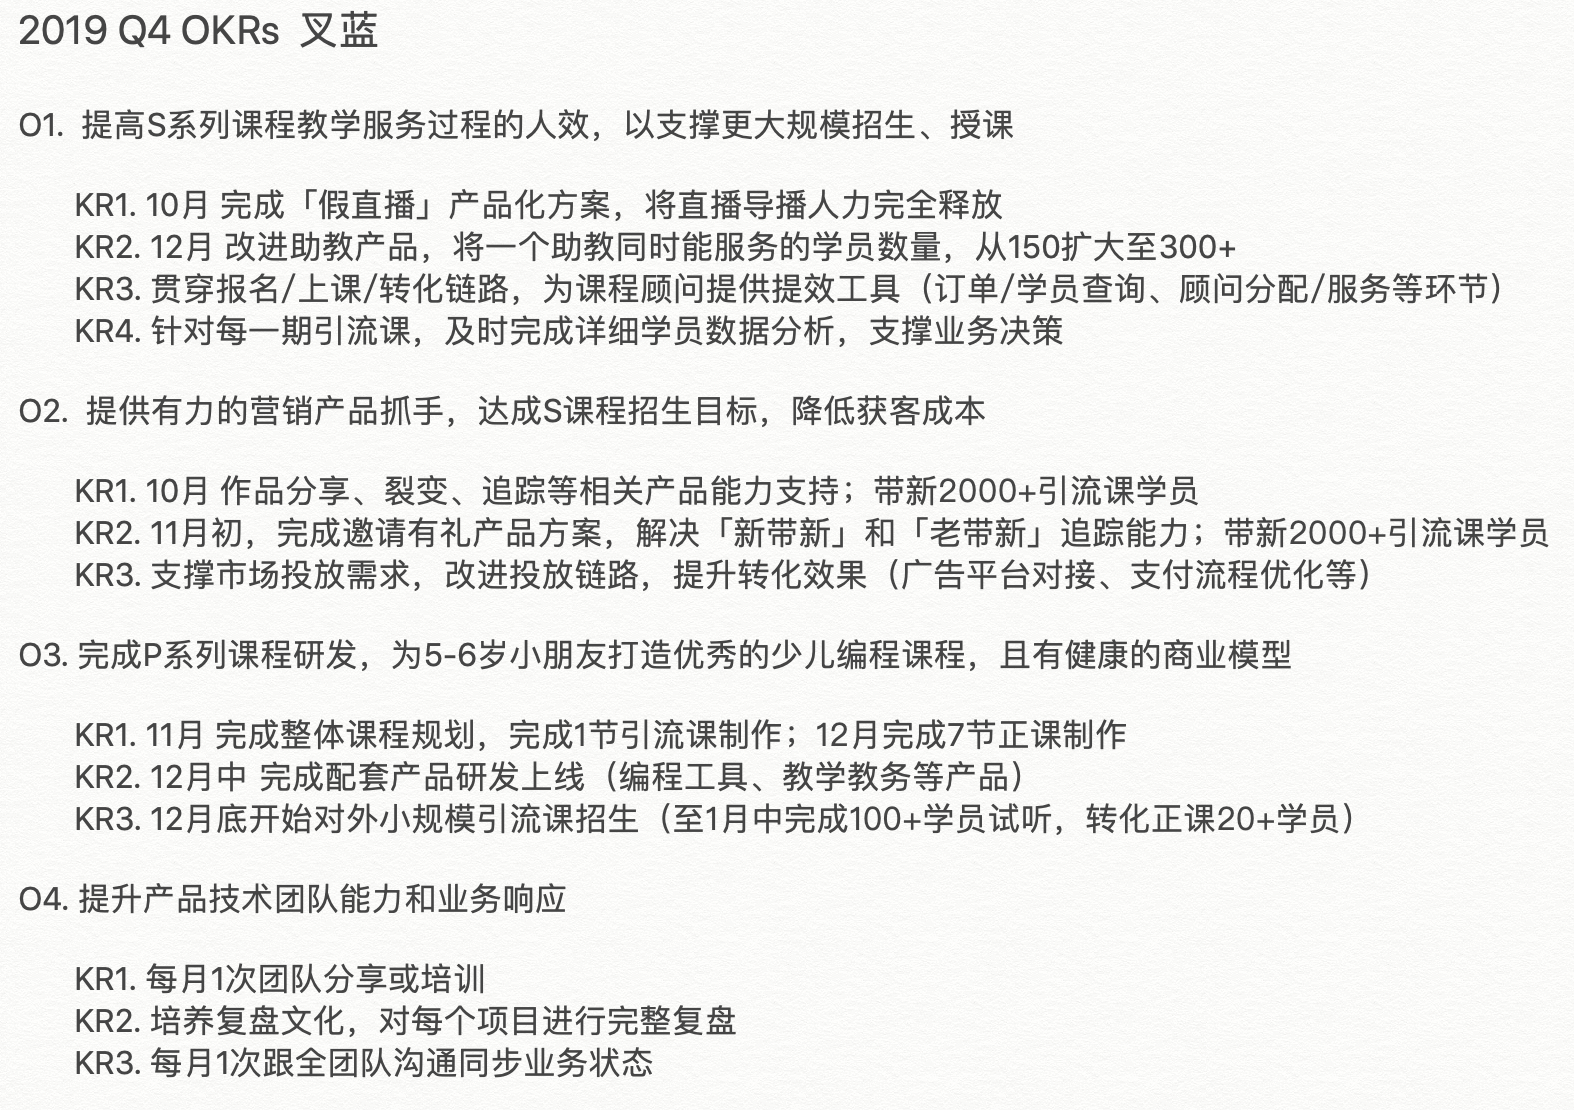 2019 Q4 OKRs 叉蓝
O1. 提高S系列课程教学服务过程的人效，以支撑更大规模招生、授课
KR1. 10月 完成「假直播」产品化方案，将直播导播人力完全释放
KR2. 12月 改进助教产品，将一个助教同时能服务的学员数量，从150扩大至300+
KR3. 贯穿报名/上课/转化链路，为课程顾问提供提效工具（订单/学员查询、顾问分配/服务等环节）
KR4. 针对每一期引流课，及时完成详细学员数据分析，支撑业务决策
O2. 提供有力的营销产品抓手，达成S课程招生目标，降低获客成本
KR1. 10月 作品分享、裂变、追踪等相关产品能力支持；带新2000+引流课学员
KR2. 11月初，完成邀请有礼产品方案，解决「新带新」和「老带新」追踪能力；带新2000+引流课学员
KR3. 支撑市场投放需求，改进投放链路，提升转化效果（广告平台对接、支付流程优化等）
O3. 完成P系列课程研发，为5-6岁小朋友打造优秀的少儿编程课程，且有健康的商业模型
KR1. 11月 完成整体课程规划，完成1节引流课制作；12月完成7节正课制作
KR2. 12月中 完成配套产品研发上线（编程工具、教学教务等产品）
KR3. 12月底开始对外小规模引流课招生（至1月中完成100+学员试听，转化正课20+学员）
O4. 提升产品技术团队能力和业务响应
KR1. 每月1次团队分享或培训
KR2. 培养复盘文化，对每个项目进行完整复盘
KR3. 每月1次跟全团队沟通同步业务状态